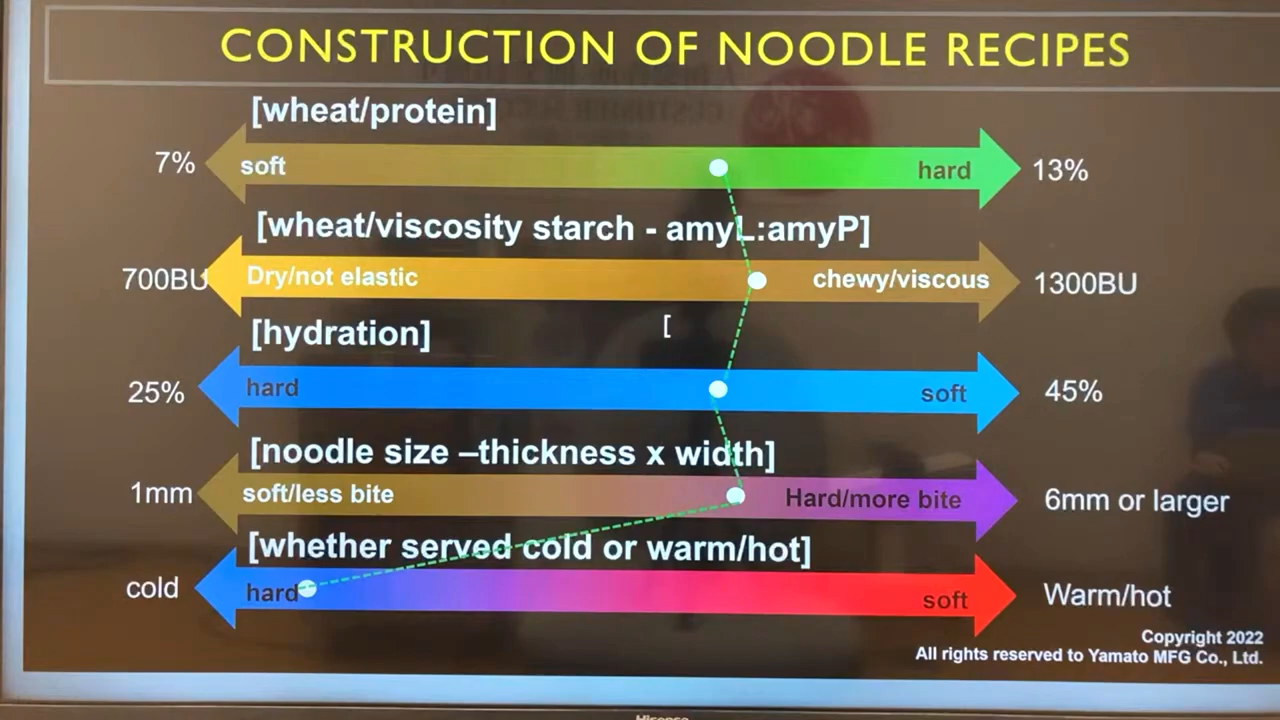 CONSTRUCTION OF NOODLE RECIPES
[wheat/protein]
7% soft hard 13%
[wheat/viscosity starch - amyL:amyP]
700BU Dry/not elastic chewy/viscous 1300BU
[hydration] [
25% hard soft 45%
[noodle size –thickness x width]
1mm soft/less bite Hard/more bite 6mm or larger
[whether served cold or warm/hot]
cold hard soft Warm/hot
Copyright 2022
All rights reserved to Yamato MFG Co., Ltd.
Hisense